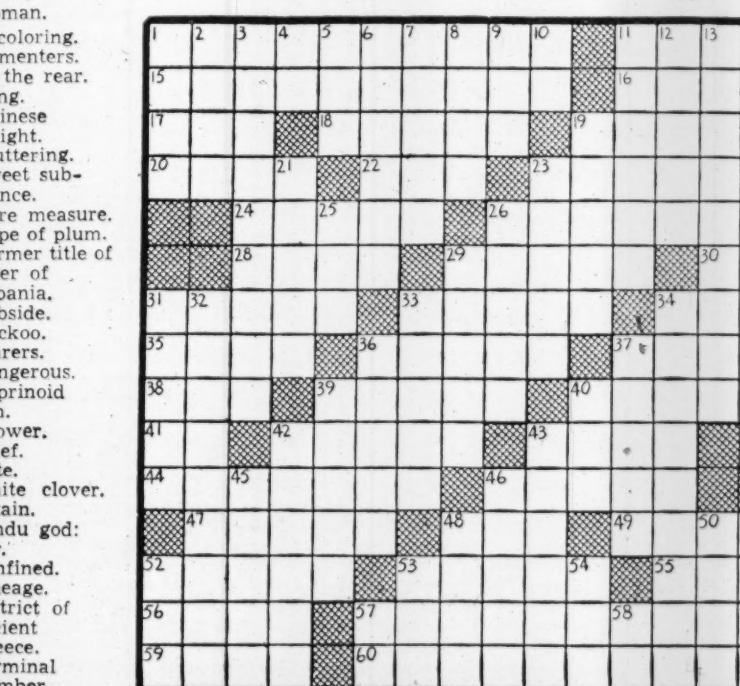 man.
coloring.
menters.
the rear.
ng.
inese
ight.
uttering.
eet sub-
nce.
re measure.
pe of plum.
rmer title of
er of
bania.
bside.
ckoo.
rers.
ngerous.
prinoid
h.
ower.
ef.
te.
ite clover.
tain.
ndu god:
r.
nfined.
eage.
trict of
cient
eece.
rminal
mber
1 2 3 4 5 6 7 8 9 10 11 12 13
15 16
17 18 19
20 21 22 23
24 25 26
28 29 30
31 32 33 34
35 36 37
38 39 40
41 42 43
44 45 46
47 48 49 50
52 53 54 55
56 57 58
59 60